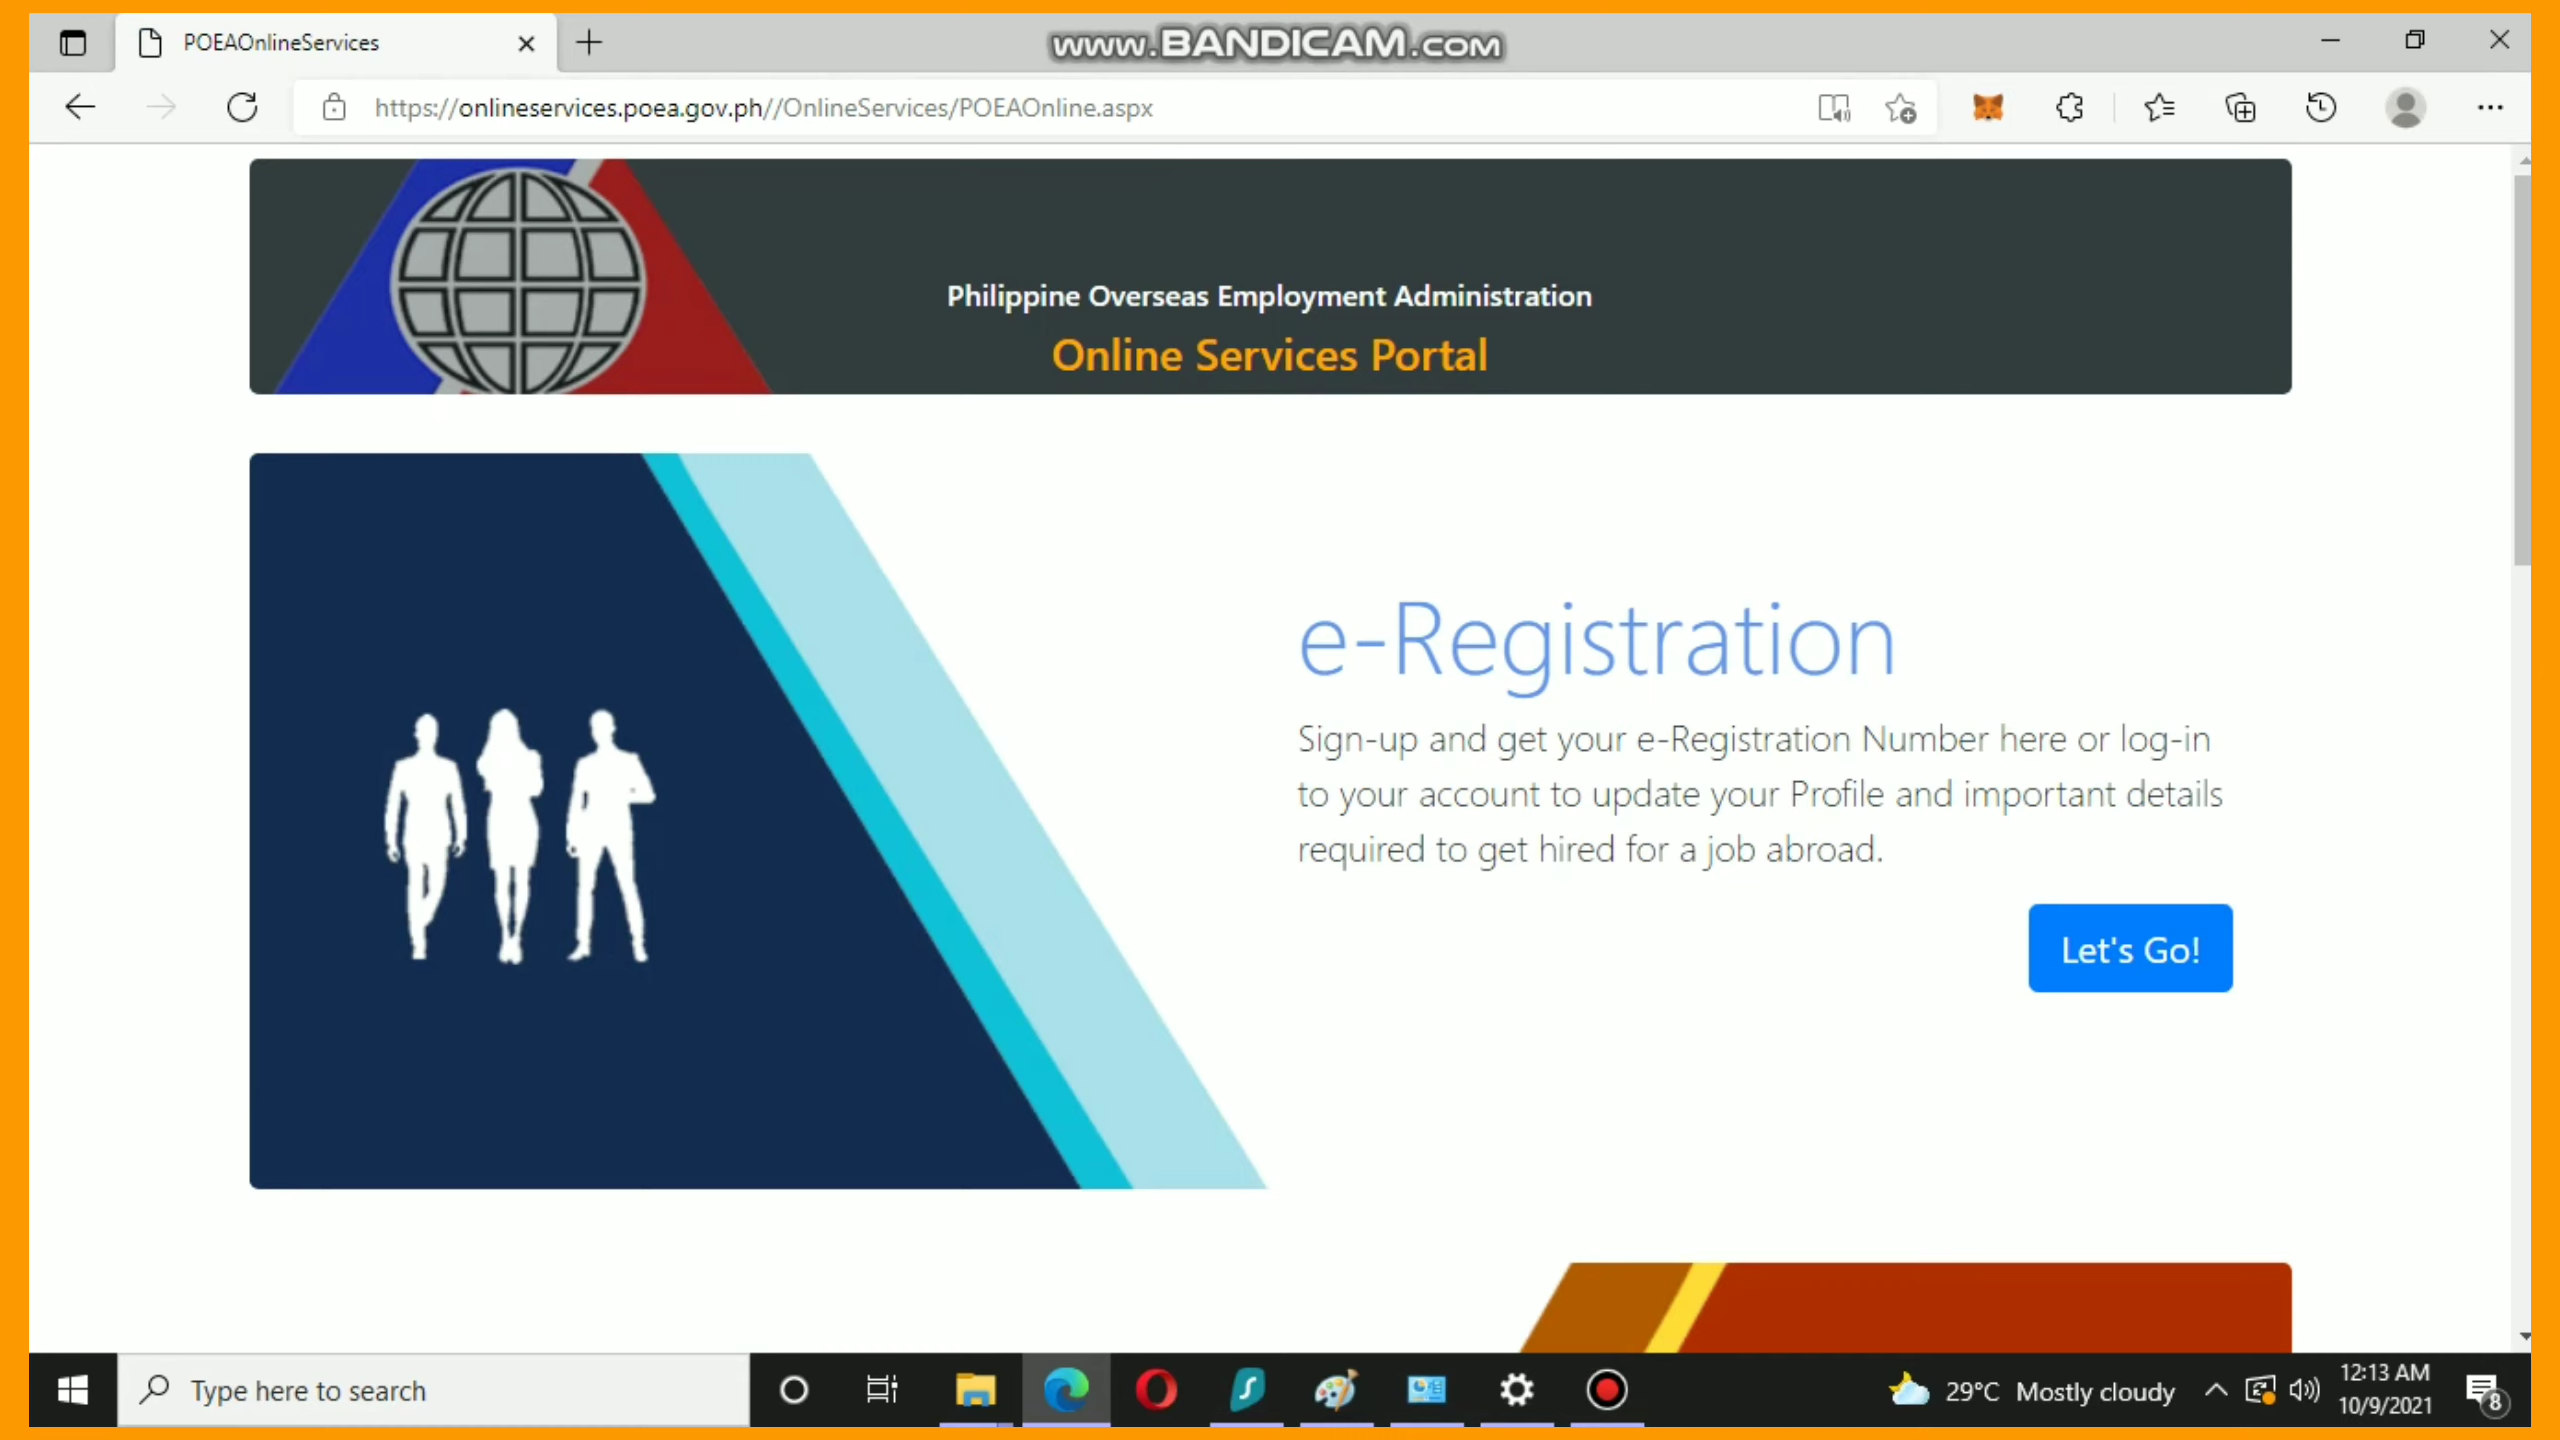 POEAOnlineServices
www.BANDICAM.com
https://onlineservices.poea.gov.ph//OnlineServices/POEAOnline.aspx
Philippine Overseas Employment Administration
Online Services Portal
e-Registration
Sign-up and get your e-Registration Number here or log-in
to your account to update your Profile and important details
required to get hired for a job abroad.
Let's Go!
Type here to search
29°C Mostly cloudy
12:13 AM
10/9/2021
8